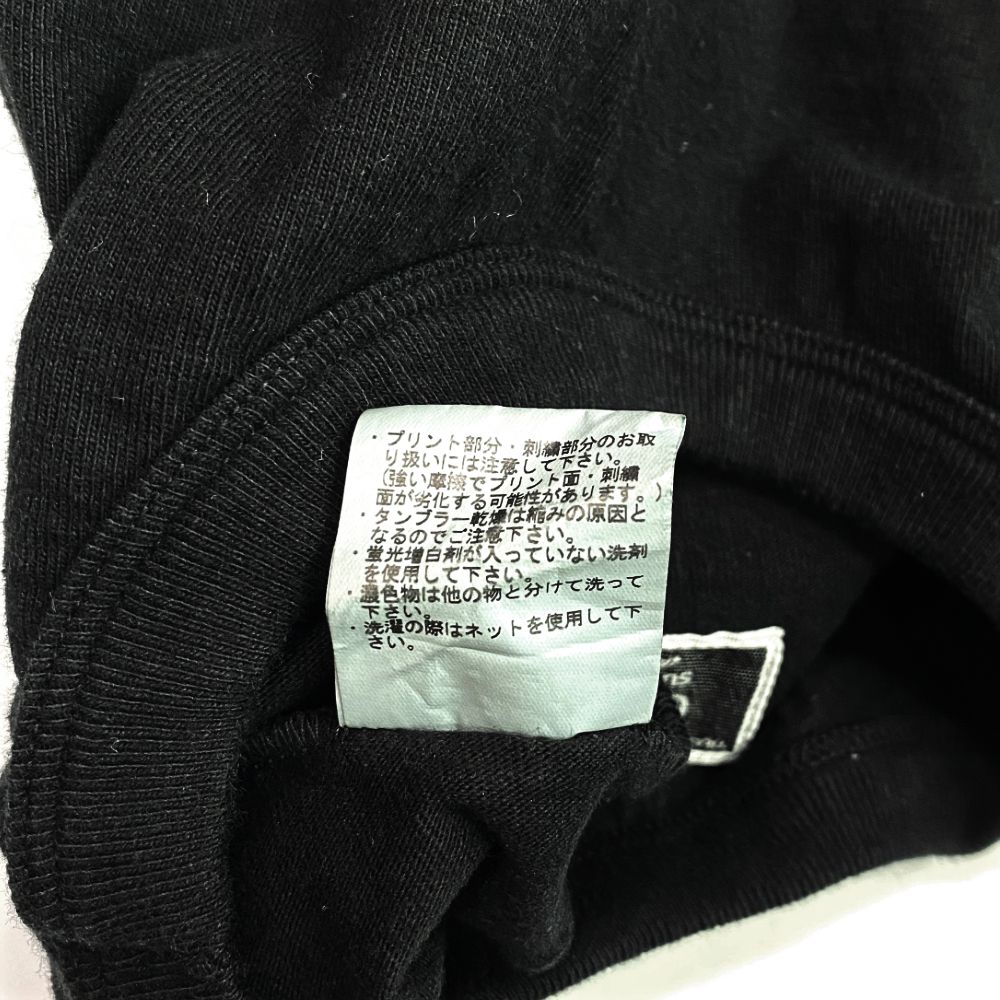 ・プリント部分・刺繍部分のお取
り扱いには注意して下さい。
(強い摩擦でプリント面・刺繍
面が劣化する可能性があります。)
・タンブラー乾燥は縮みの原因と
なるのでご注意下さい。
・蛍光増白剤が入っていない洗剤
を使用して下さい。
・濃色物は他の物と分けて洗って
下さい。
・洗濯の際はネットを使用して下
さい。